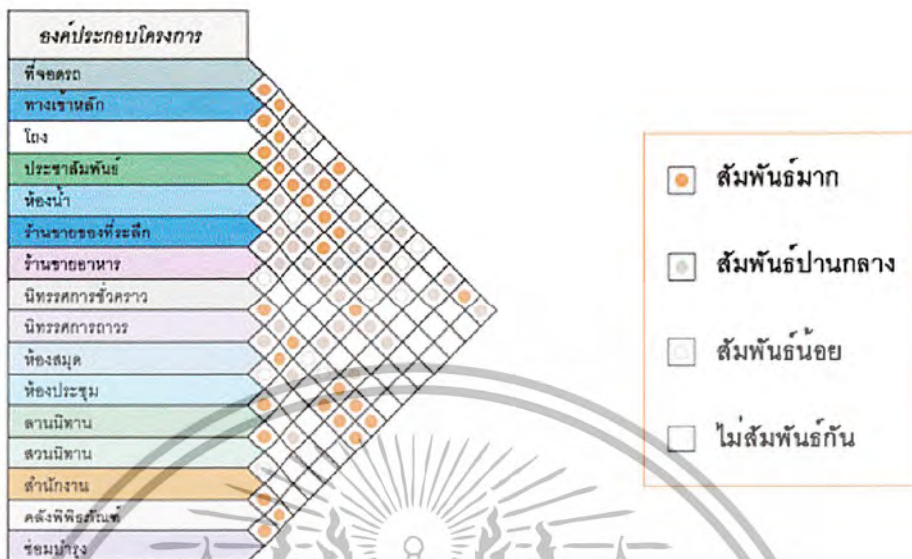 องค์ประกอบโครงการ
ที่จอดรถ
ทางเข้าหลัก
โถง
ประชาสัมพันธ์
ห้องน้ำ
ร้านขายของที่ระลึก
ร้านขายอาหาร
นิทรรศการชั่วคราว
นิทรรศการถาวร
ห้องสมุด
ห้องประชุม
ลานนิทาน
สวนนิทาน
สำนักงาน
คลังพิพิธภัณฑ์
ซ่อมบำรุง
สัมพันธ์มาก
สัมพันธ์ปานกลาง
สัมพันธ์น้อย
ไม่สัมพันธ์กัน